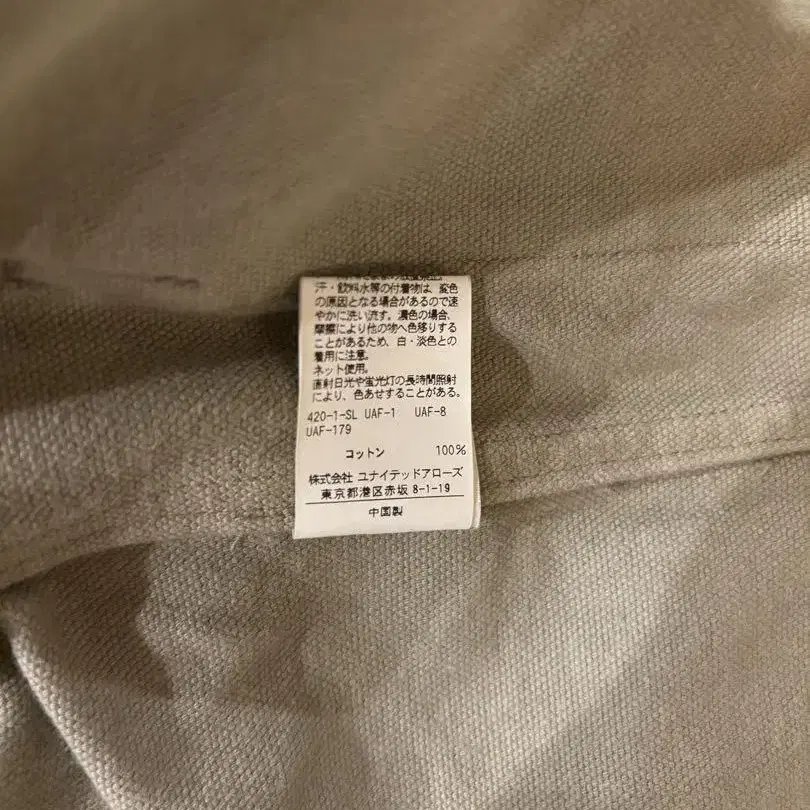 汗・飲料水等の付着物は、変色
の原因となる場合があるので速
やかに洗い流す。濃色の場合、
摩擦により他の物へ色移りする
ことがあるため、白・淡色との
着用に注意。
ネット使用。
直射日光や蛍光灯の長時間照射
により、色あせすることがある。
420-1-SL UAF-1 UAF-8
UAF-179
コットン 100%
株式会社 ユナイテッドアローズ
東京都港区赤坂 8-1-19
中国製